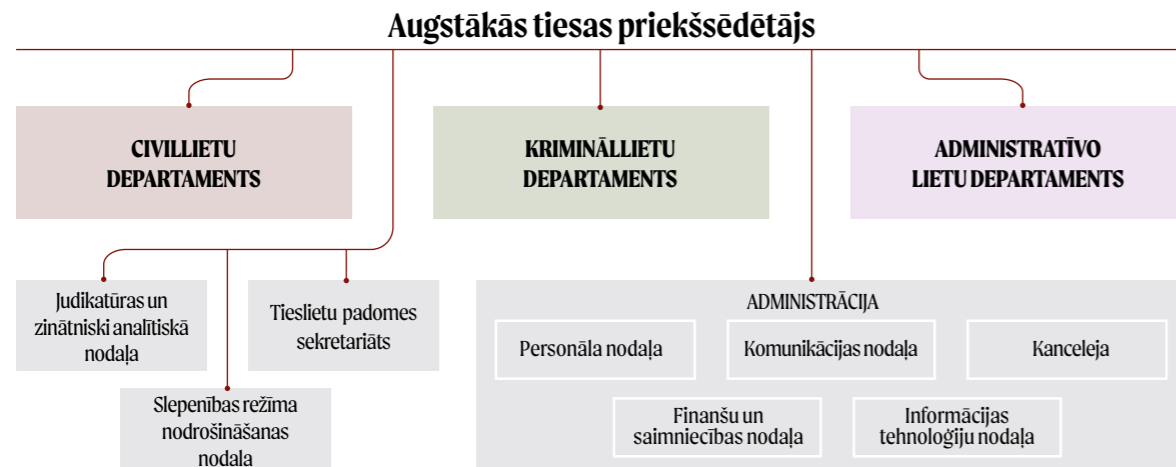 Augstākās tiesas priekšsēdētājs
CIVILLIETU
DEPARTAMENTS
KRIMINĀLLIETU
DEPARTAMENTS
ADMINISTRATĪVO
LIETU DEPARTAMENTS
Judikatūras un
zinātniski analītiskā
nodaļa
Tieslietu padomes
sekretariāts
Slepenības režīma
nodrošināšanas
nodaļa
ADMINISTRĀCIJA
Personāla nodaļa
Komunikācijas nodaļa
Kanceleja
Finanšu un
saimniecības nodaļa
Informācijas
tehnoloģiju nodaļa